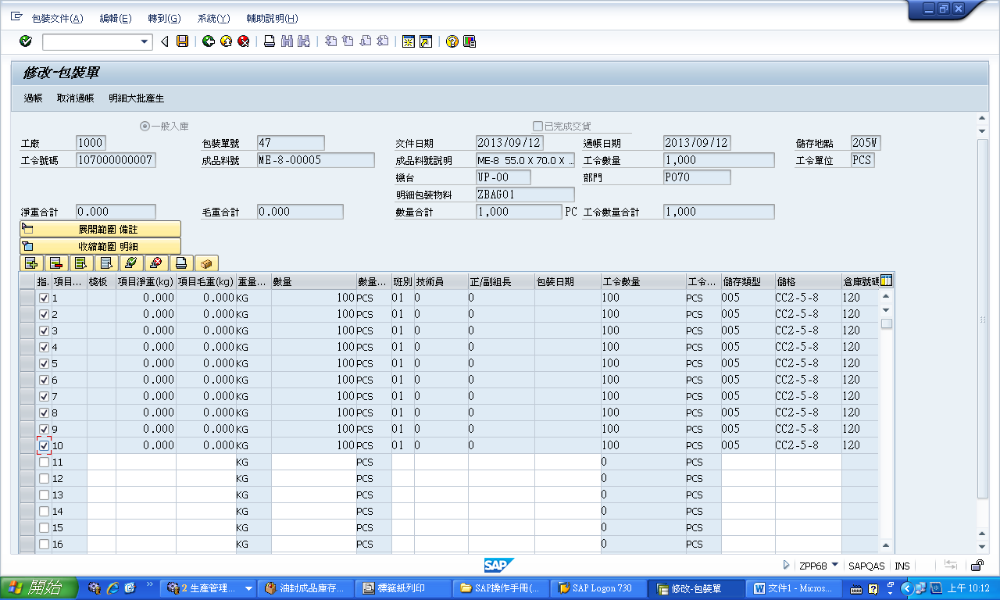 包裝文件(A) 編輯(E) 轉到(G) 系統(Y) 輔助說明(H)
修改-包裝單
過帳 取消過帳 明細大批產生
一般入庫 已完成交貨
工廠 1000 包裝單號 47 文件日期 2013/09/12 過帳日期 2013/09/12 儲存地點 205W
工令號碼 107000000007 成品料號 ME-8-00005 成品料號說明 ME-8 55.0 X 70.0 X ... 工令數量 1,000 工令單位 PCS
機台 UP-00 部門 P070
明細包裝物料 ZBAG01
淨重合計 0.000 毛重合計 0.000 數量合計 1,000 PC 工令數量合計 1,000
展開範圍 備註
收縮範圍 明細
指. 項目... 棧板 項目淨重(kg) 項目毛重(kg) 重量... 數量 數量... 班別 技術員 正/副組長 包裝日期 工令數量 工令... 儲存類型 儲格 倉庫號碼
1 0.000 0.000 KG 100 PCS 01 0 0 100 PCS 005 CC2-5-8 120
2 0.000 0.000 KG 100 PCS 01 0 0 100 PCS 005 CC2-5-8 120
3 0.000 0.000 KG 100 PCS 01 0 0 100 PCS 005 CC2-5-8 120
4 0.000 0.000 KG 100 PCS 01 0 0 100 PCS 005 CC2-5-8 120
5 0.000 0.000 KG 100 PCS 01 0 0 100 PCS 005 CC2-5-8 120
6 0.000 0.000 KG 100 PCS 01 0 0 100 PCS 005 CC2-5-8 120
7 0.000 0.000 KG 100 PCS 01 0 0 100 PCS 005 CC2-5-8 120
8 0.000 0.000 KG 100 PCS 01 0 0 100 PCS 005 CC2-5-8 120
9 0.000 0.000 KG 100 PCS 01 0 0 100 PCS 005 CC2-5-8 120
10 0.000 0.000 KG 100 PCS 01 0 0 100 PCS 005 CC2-5-8 120
11 KG PCS 0 PCS
12 KG PCS 0 PCS
13 KG PCS 0 PCS
14 KG PCS 0 PCS
15 KG PCS 0 PCS
16 KG PCS 0 PCS
SAP ZPP68 SAPQAS INS
開始 2 生產管理... 油封成品庫存... 標籤紙列印 SAP操作手冊(... SAP Logon 730 修改-包裝單 文件1 - Micros... 上午 10:12